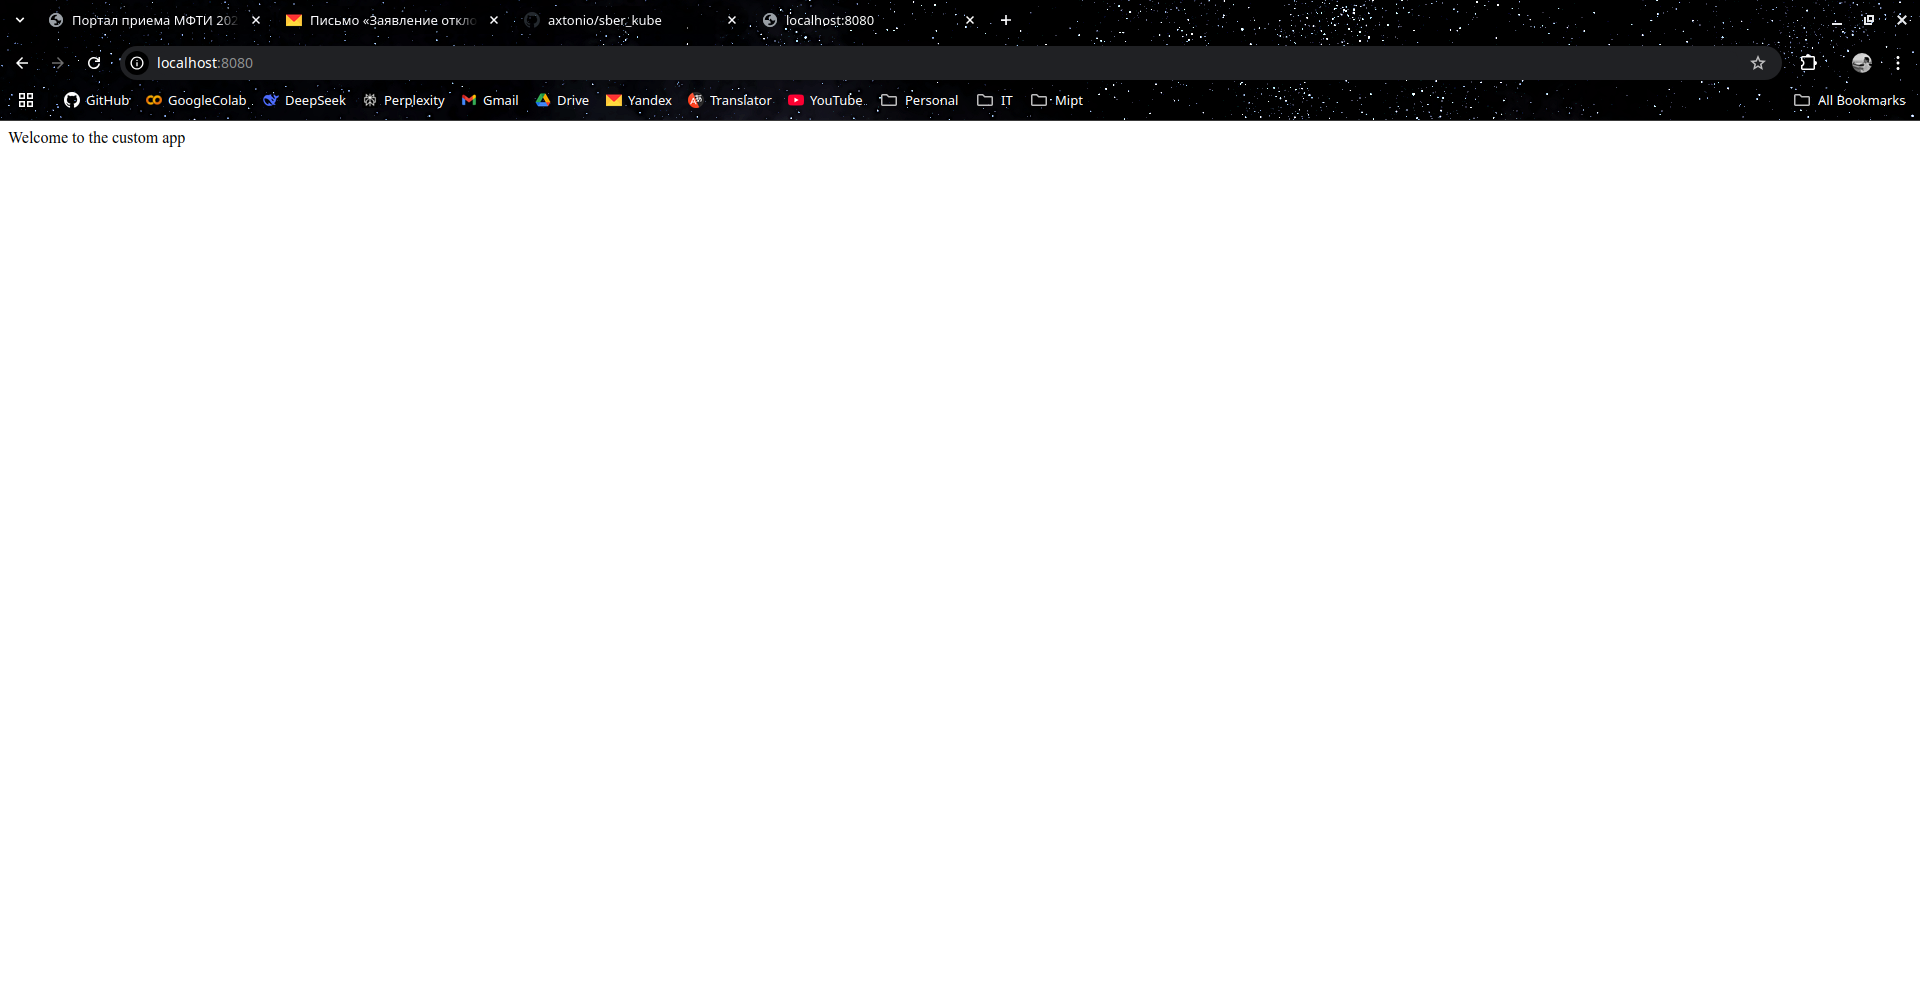 Портал приема МФТИ 202
Письмо «Заявление откло
axtonio/sber_kube
localhost:8080
localhost:8080
GitHub GoogleColab DeepSeek Perplexity Gmail Drive Yandex Translator YouTube Personal IT Mipt All Bookmarks
Welcome to the custom app